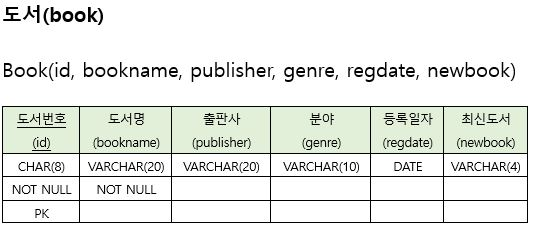 도서(book)
Book(id, bookname, publisher, genre, regdate, newbook)
도서번호 도서명 출판사 분야 등록일자 최신도서
(id) (bookname) (publisher) (genre) (regdate) (newbook)
CHAR(8) VARCHAR(20) VARCHAR(20) VARCHAR(10) DATE VARCHAR(4)
NOT NULL NOT NULL
PK